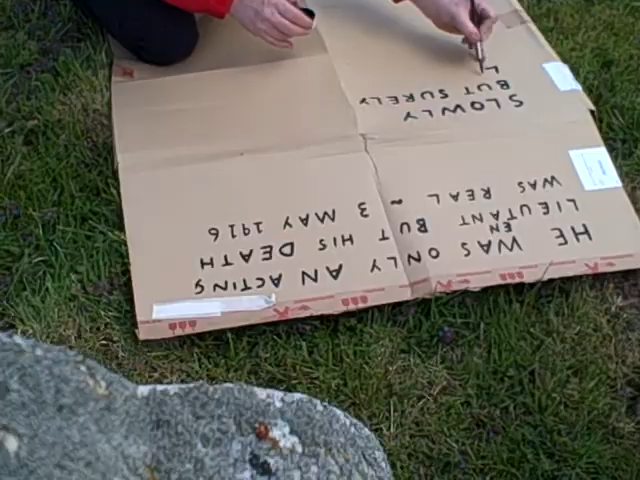 HE WAS ONLY AN ACTING
EN
LIEUTANT BUT HIS DEATH
WAS REAL ~ 3 MAY 1916
SLOWLY
BUT SURELY
L